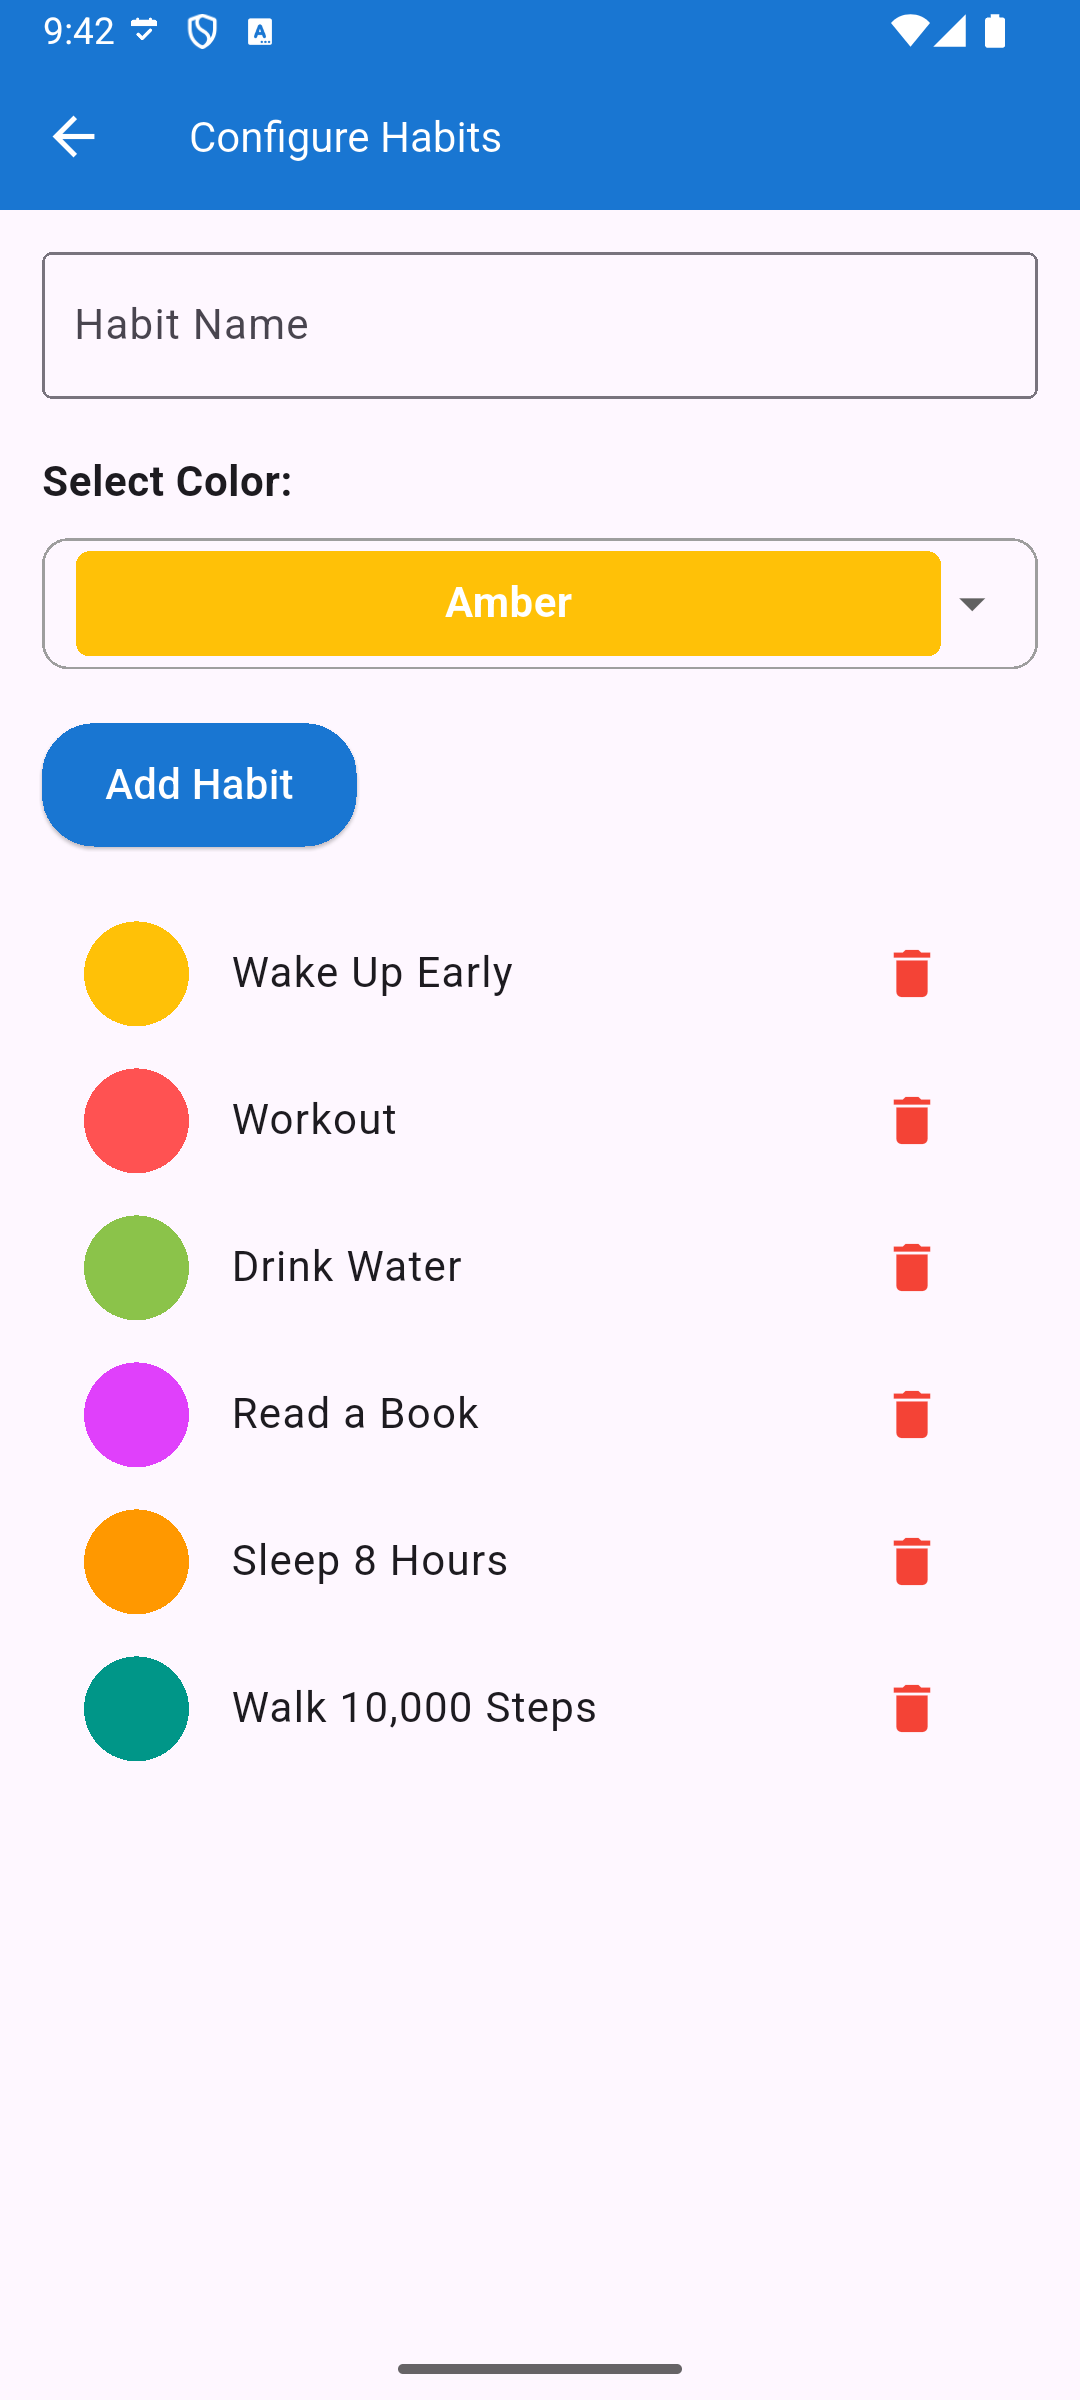 9:42
Configure Habits
Habit Name
Select Color:
Amber
Add Habit
Wake Up Early
Workout
Drink Water
Read a Book
Sleep 8 Hours
Walk 10,000 Steps